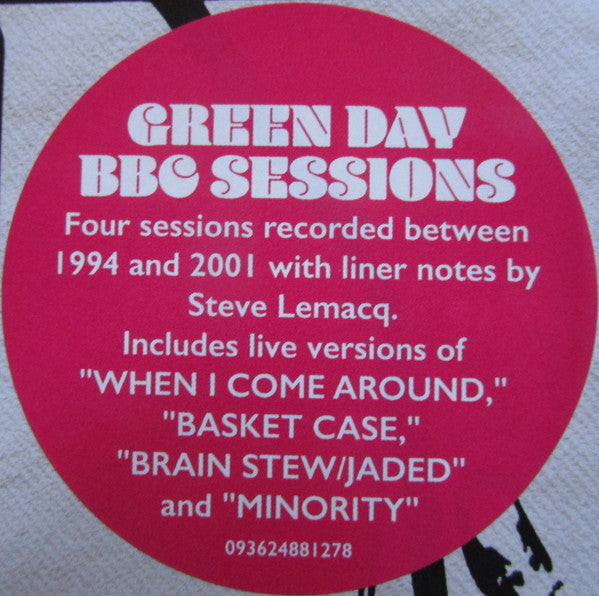 GREEN DAY
BBC SESSIONS
Four sessions recorded between
1994 and 2001 with liner notes by
Steve Lemacq.
Includes live versions of
"WHEN I COME AROUND,"
"BASKET CASE,"
"BRAIN STEW/JADED"
and "MINORITY"
093624881278